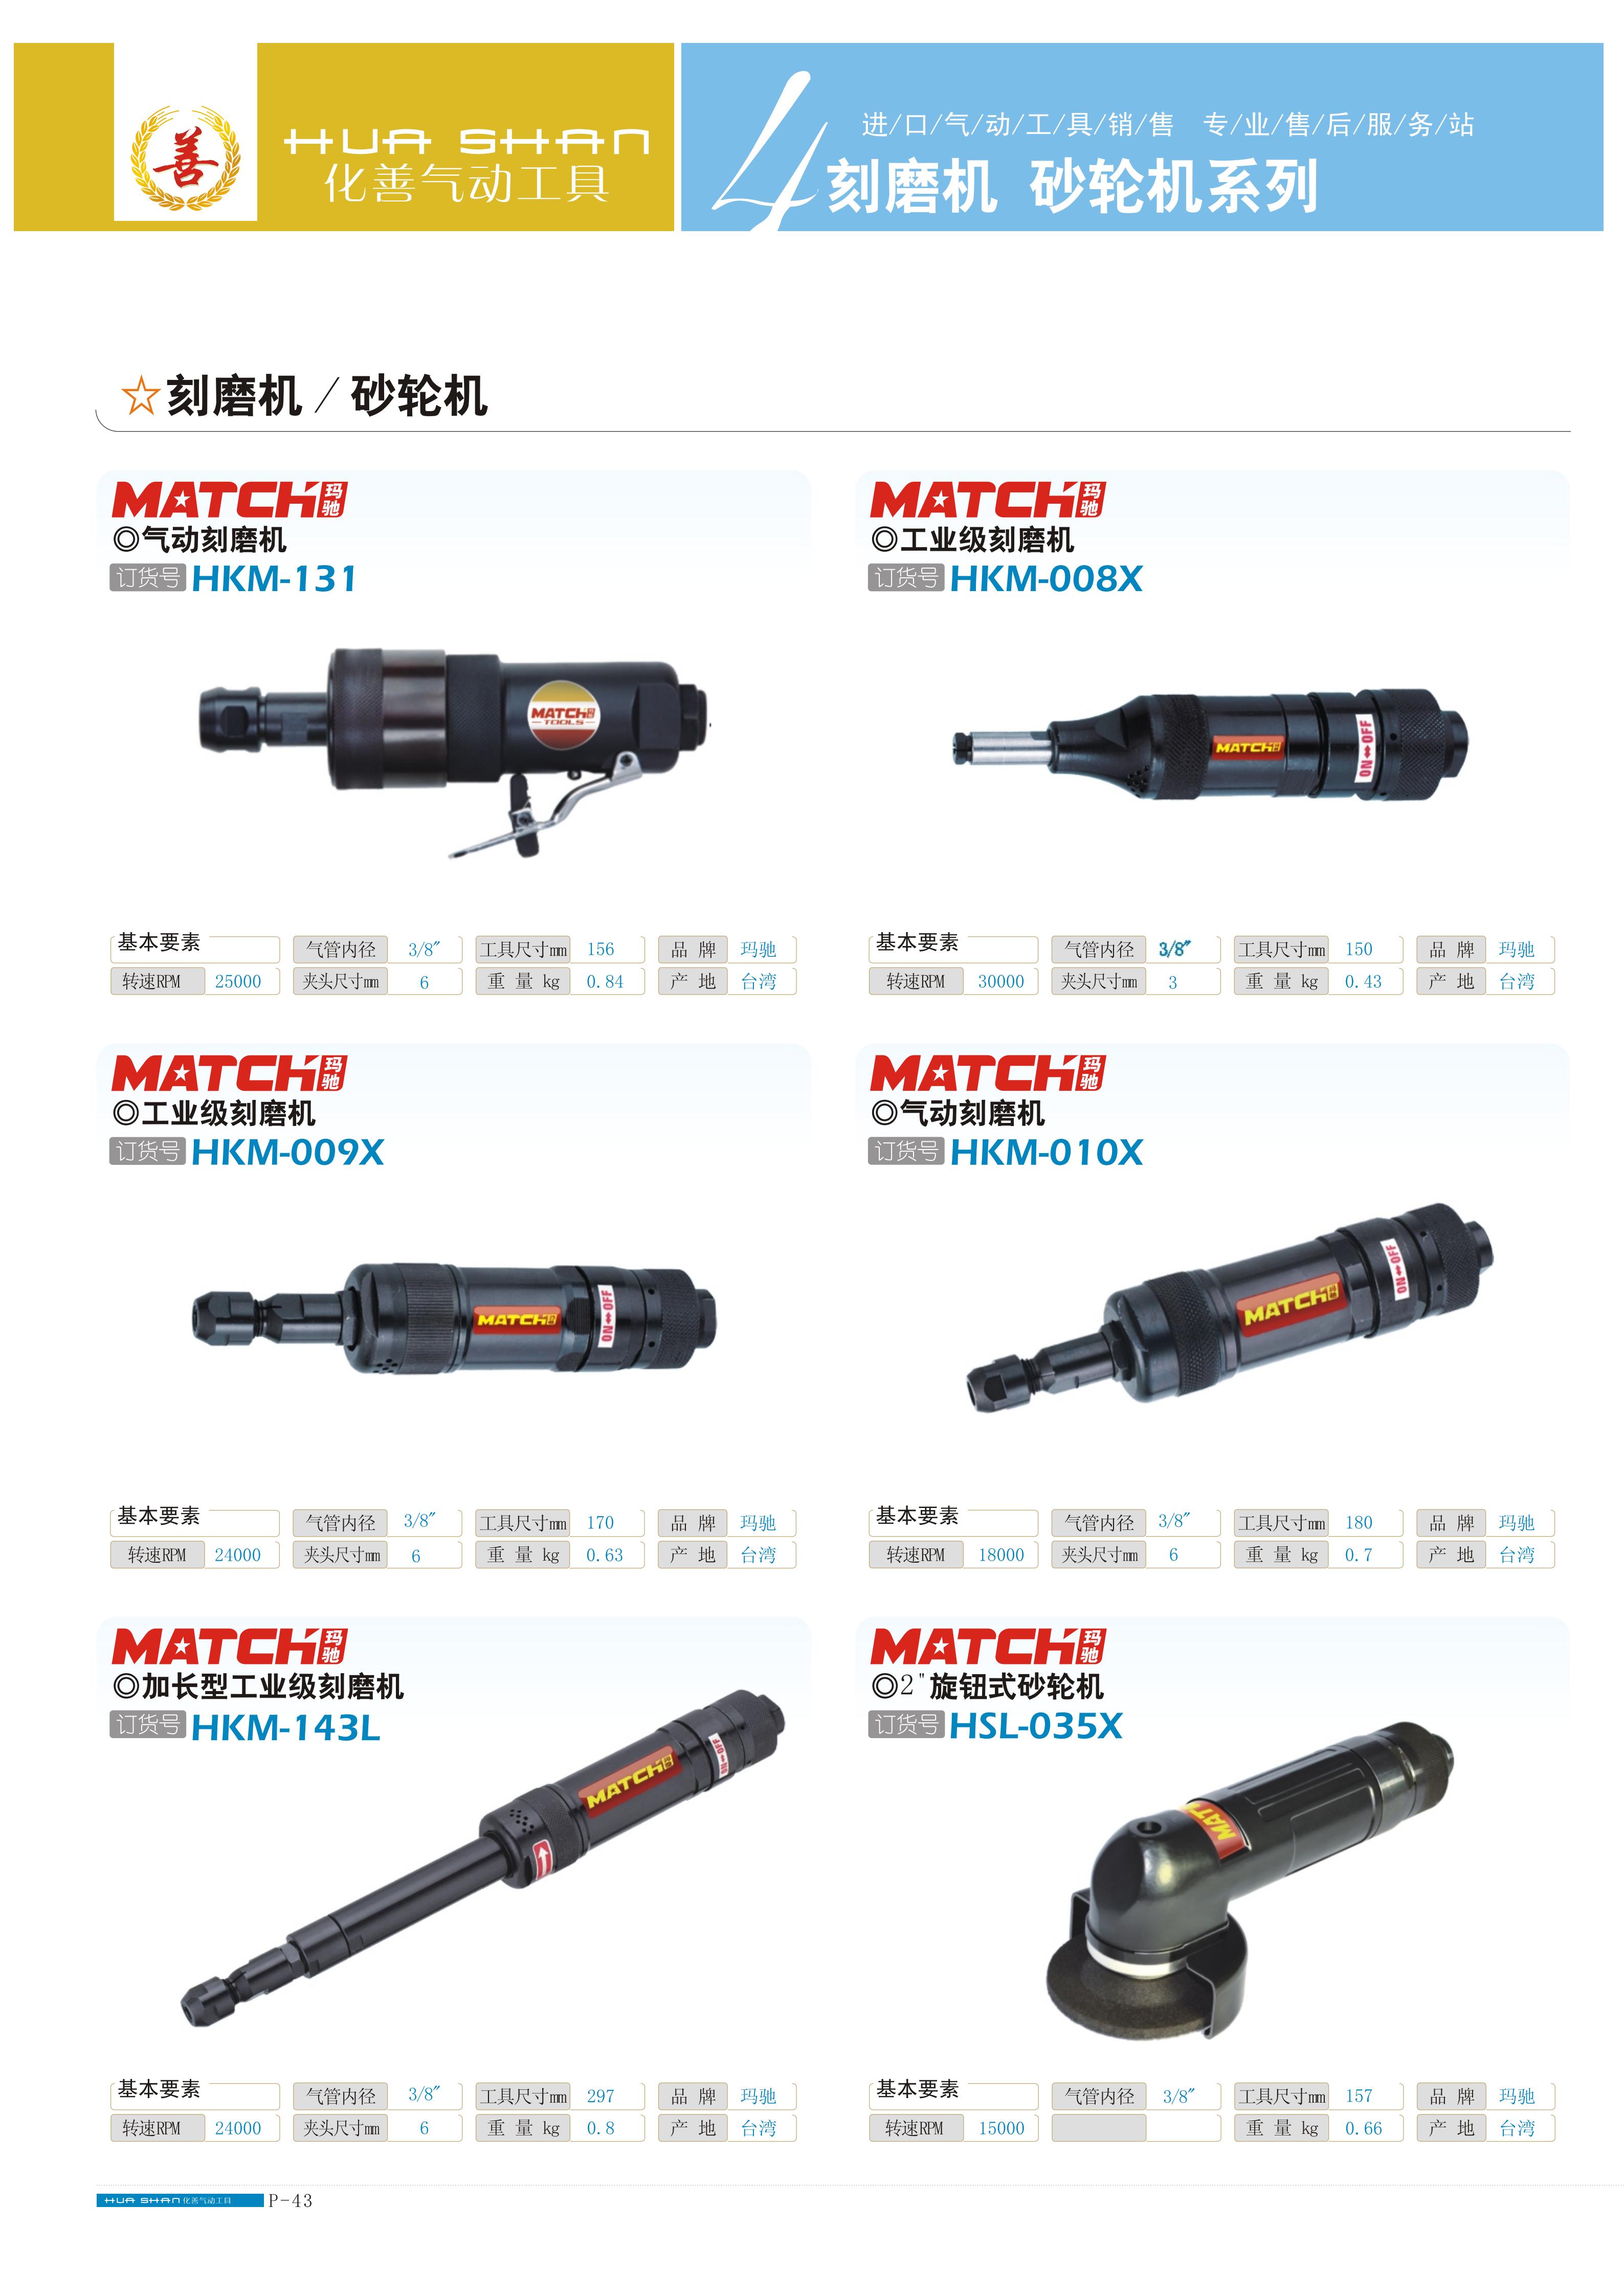 善
HUA SHAN
化善气动工具
进/口/气/动/工/具/销/售 专/业/售/后/服/务/站
4 刻磨机 砂轮机系列
☆刻磨机/砂轮机
MATCH 玛驰
◎气动刻磨机
订货号 HKM-131
MATCH 玛驰
TOOLS
基本要素 气管内径 3/8" 工具尺寸mm 156 品 牌 玛驰
转速RPM 25000 夹头尺寸mm 6 重 量 kg 0.84 产 地 台湾
MATCH 玛驰
◎工业级刻磨机
订货号 HKM-008X
MATCH 玛驰
ON↔OFF
基本要素 气管内径 3/8" 工具尺寸mm 150 品 牌 玛驰
转速RPM 30000 夹头尺寸mm 3 重 量 kg 0.43 产 地 台湾
MATCH 玛驰
◎工业级刻磨机
订货号 HKM-009X
MATCH 玛驰
ON↔OFF
基本要素 气管内径 3/8" 工具尺寸mm 170 品 牌 玛驰
转速RPM 24000 夹头尺寸mm 6 重 量 kg 0.63 产 地 台湾
MATCH 玛驰
◎气动刻磨机
订货号 HKM-010X
MATCH 玛驰
ON↔OFF
基本要素 气管内径 3/8" 工具尺寸mm 180 品 牌 玛驰
转速RPM 18000 夹头尺寸mm 6 重 量 kg 0.7 产 地 台湾
MATCH 玛驰
◎加长型工业级刻磨机
订货号 HKM-143L
MATCH 玛驰
ON↔OFF
基本要素 气管内径 3/8" 工具尺寸mm 297 品 牌 玛驰
转速RPM 24000 夹头尺寸mm 6 重 量 kg 0.8 产 地 台湾
MATCH 玛驰
◎2"旋钮式砂轮机
订货号 HSL-035X
MAT
基本要素 气管内径 3/8" 工具尺寸mm 157 品 牌 玛驰
转速RPM 15000 重 量 kg 0.66 产 地 台湾
HUA SHAN 化善气动工具 P-43